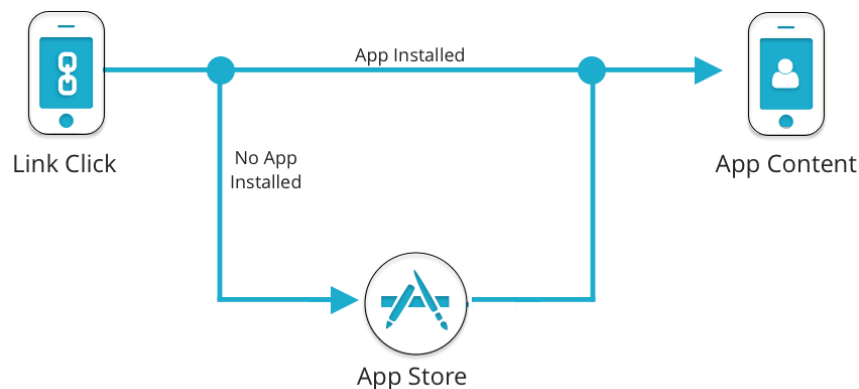 App Installed
Link Click
No App
Installed
App Content
App Store